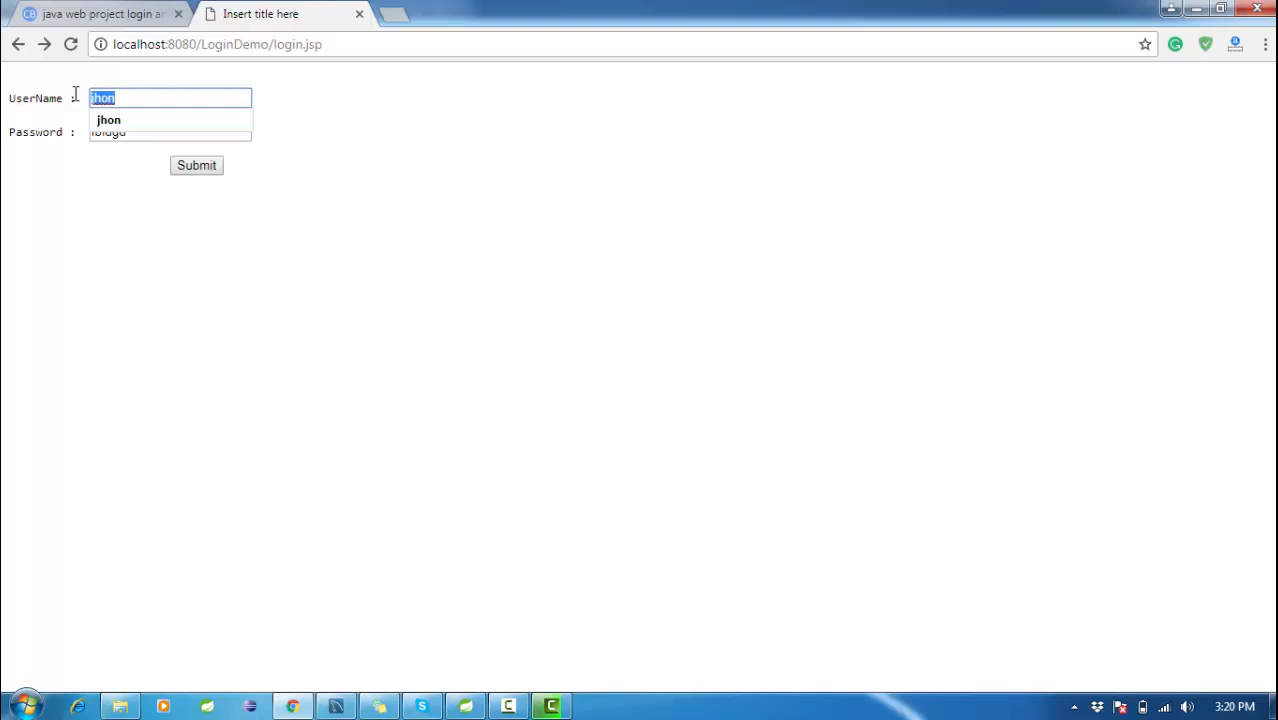 java web project login an
Insert title here
localhost:8080/LoginDemo/login.jsp
UserName :
jhon
jhon
Password :
Submit
3:20 PM